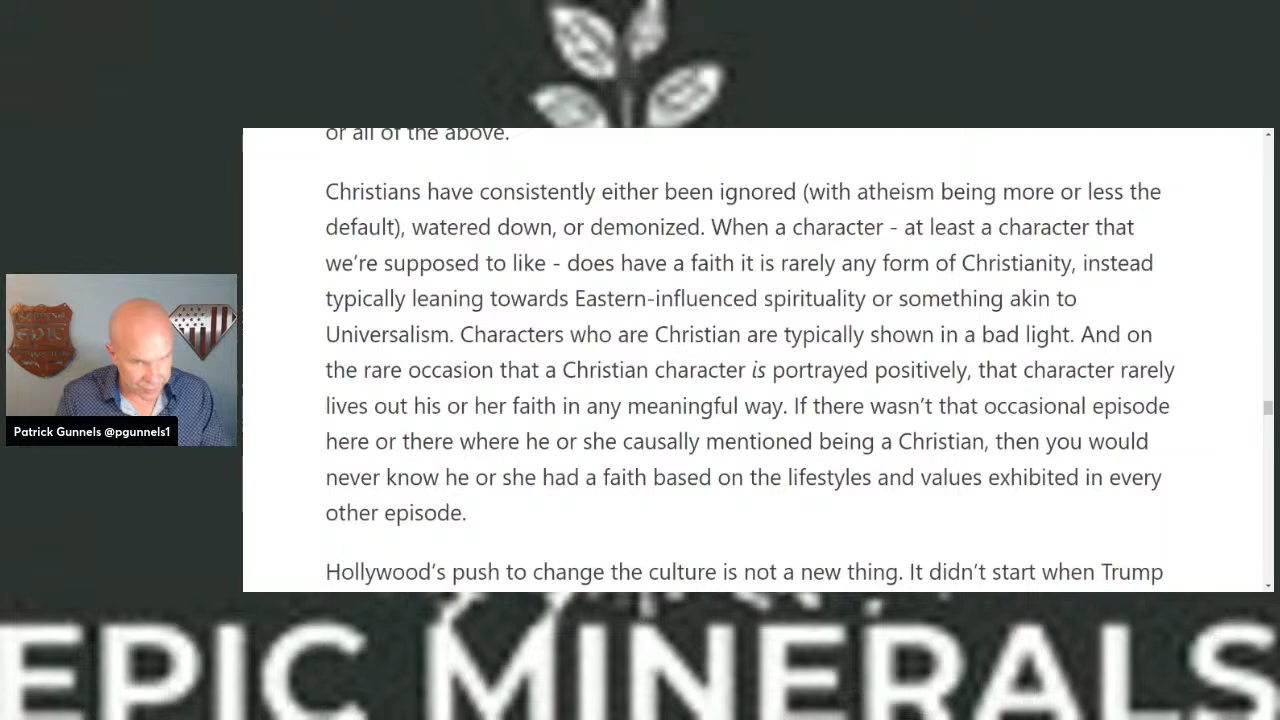 or all of the above.
Christians have consistently either been ignored (with atheism being more or less the
default), watered down, or demonized. When a character - at least a character that
we're supposed to like - does have a faith it is rarely any form of Christianity, instead
typically leaning towards Eastern-influenced spirituality or something akin to
Universalism. Characters who are Christian are typically shown in a bad light. And on
the rare occasion that a Christian character is portrayed positively, that character rarely
lives out his or her faith in any meaningful way. If there wasn't that occasional episode
here or there where he or she causally mentioned being a Christian, then you would
never know he or she had a faith based on the lifestyles and values exhibited in every
other episode.
Hollywood's push to change the culture is not a new thing. It didn't start when Trump
EPIC
Patrick Gunnels @pgunnels1
EPIC MINERALS